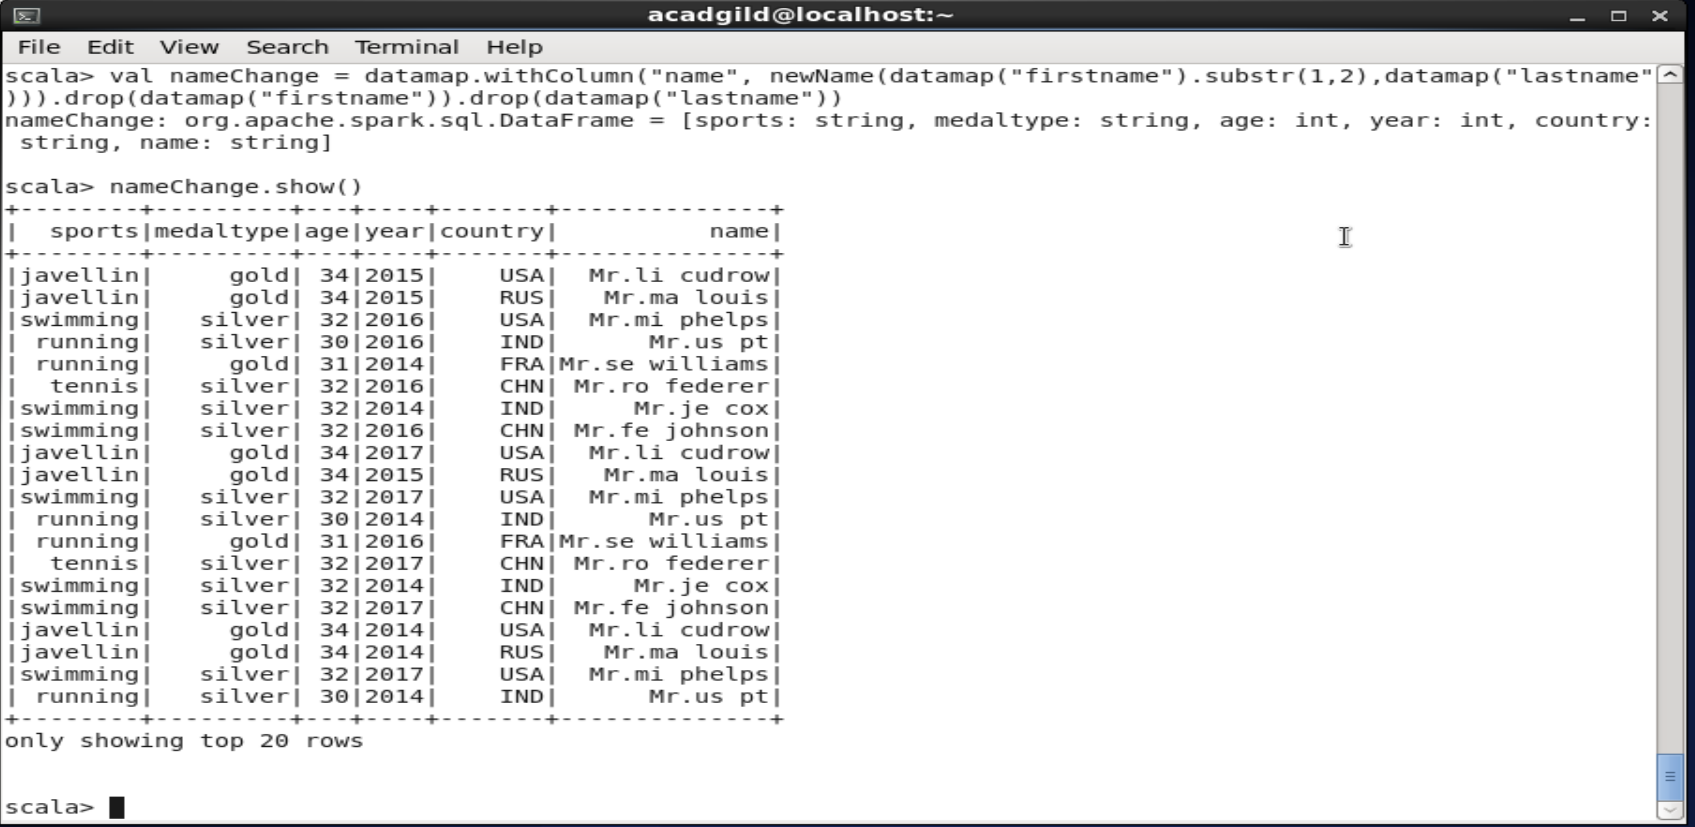 acadgild@localhost:~
File Edit View Search Terminal Help
scala> val nameChange = datamap.withColumn("name", newName(datamap("firstname").substr(1,2),datamap("lastname"
))).drop(datamap("firstname")).drop(datamap("lastname"))
nameChange: org.apache.spark.sql.DataFrame = [sports: string, medaltype: string, age: int, year: int, country:
 string, name: string]
scala> nameChange.show()
+--------+---------+---+----+-------+--------------+
|  sports|medaltype|age|year|country|          name|
+--------+---------+---+----+-------+--------------+
|javellin|     gold| 34|2015|    USA|  Mr.li cudrow|
|javellin|     gold| 34|2015|    RUS|   Mr.ma louis|
|swimming|   silver| 32|2016|    USA|  Mr.mi phelps|
| running|   silver| 30|2016|    IND|      Mr.us pt|
| running|     gold| 31|2014|    FRA|Mr.se williams|
|  tennis|   silver| 32|2016|    CHN| Mr.ro federer|
|swimming|   silver| 32|2014|    IND|     Mr.je cox|
|swimming|   silver| 32|2016|    CHN| Mr.fe johnson|
|javellin|     gold| 34|2017|    USA|  Mr.li cudrow|
|javellin|     gold| 34|2015|    RUS|   Mr.ma louis|
|swimming|   silver| 32|2017|    USA|  Mr.mi phelps|
| running|   silver| 30|2014|    IND|      Mr.us pt|
| running|     gold| 31|2016|    FRA|Mr.se williams|
|  tennis|   silver| 32|2017|    CHN| Mr.ro federer|
|swimming|   silver| 32|2014|    IND|     Mr.je cox|
|swimming|   silver| 32|2017|    CHN| Mr.fe johnson|
|javellin|     gold| 34|2014|    USA|  Mr.li cudrow|
|javellin|     gold| 34|2014|    RUS|   Mr.ma louis|
|swimming|   silver| 32|2017|    USA|  Mr.mi phelps|
| running|   silver| 30|2014|    IND|      Mr.us pt|
+--------+---------+---+----+-------+--------------+
only showing top 20 rows
scala>